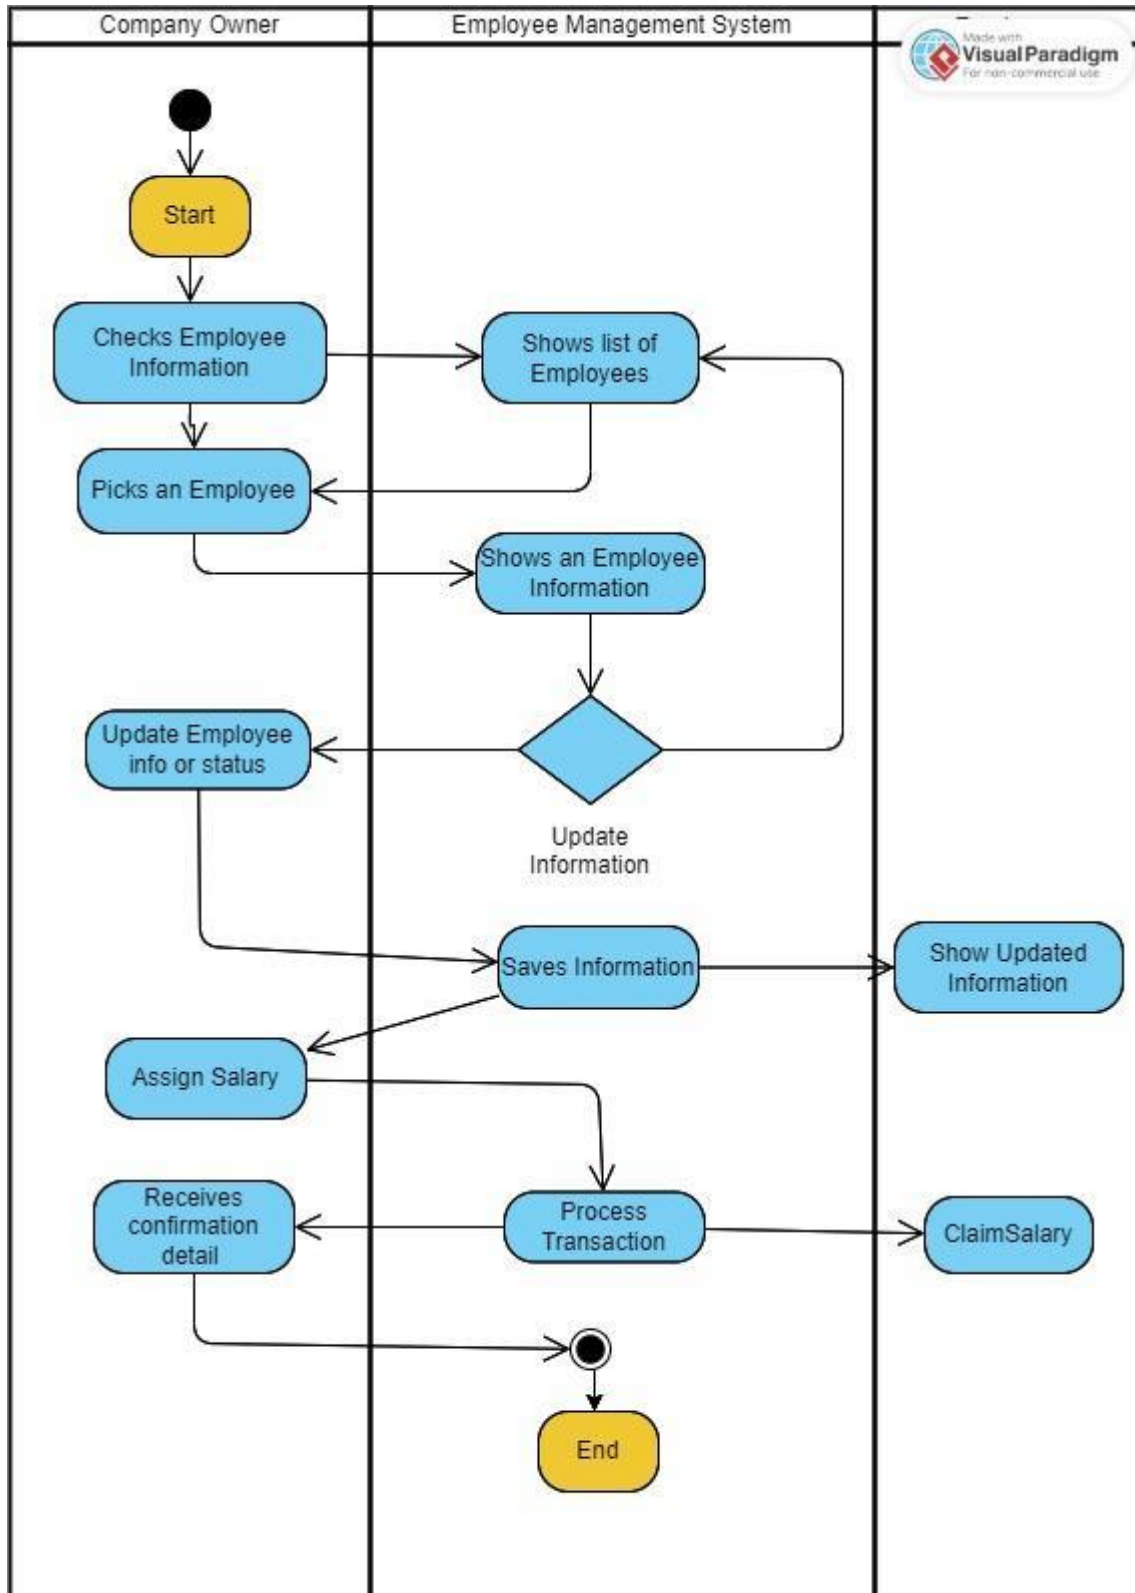 Company Owner
Employee Management System
Made with
Visual Paradigm
For non-commercial use
Start
Checks Employee
Information
Shows list of
Employees
Picks an Employee
Shows an Employee
Information
Update Employee
info or status
Update
Information
Saves Information
Show Updated
Information
Assign Salary
Receives
confirmation
detail
Process
Transaction
ClaimSalary
End